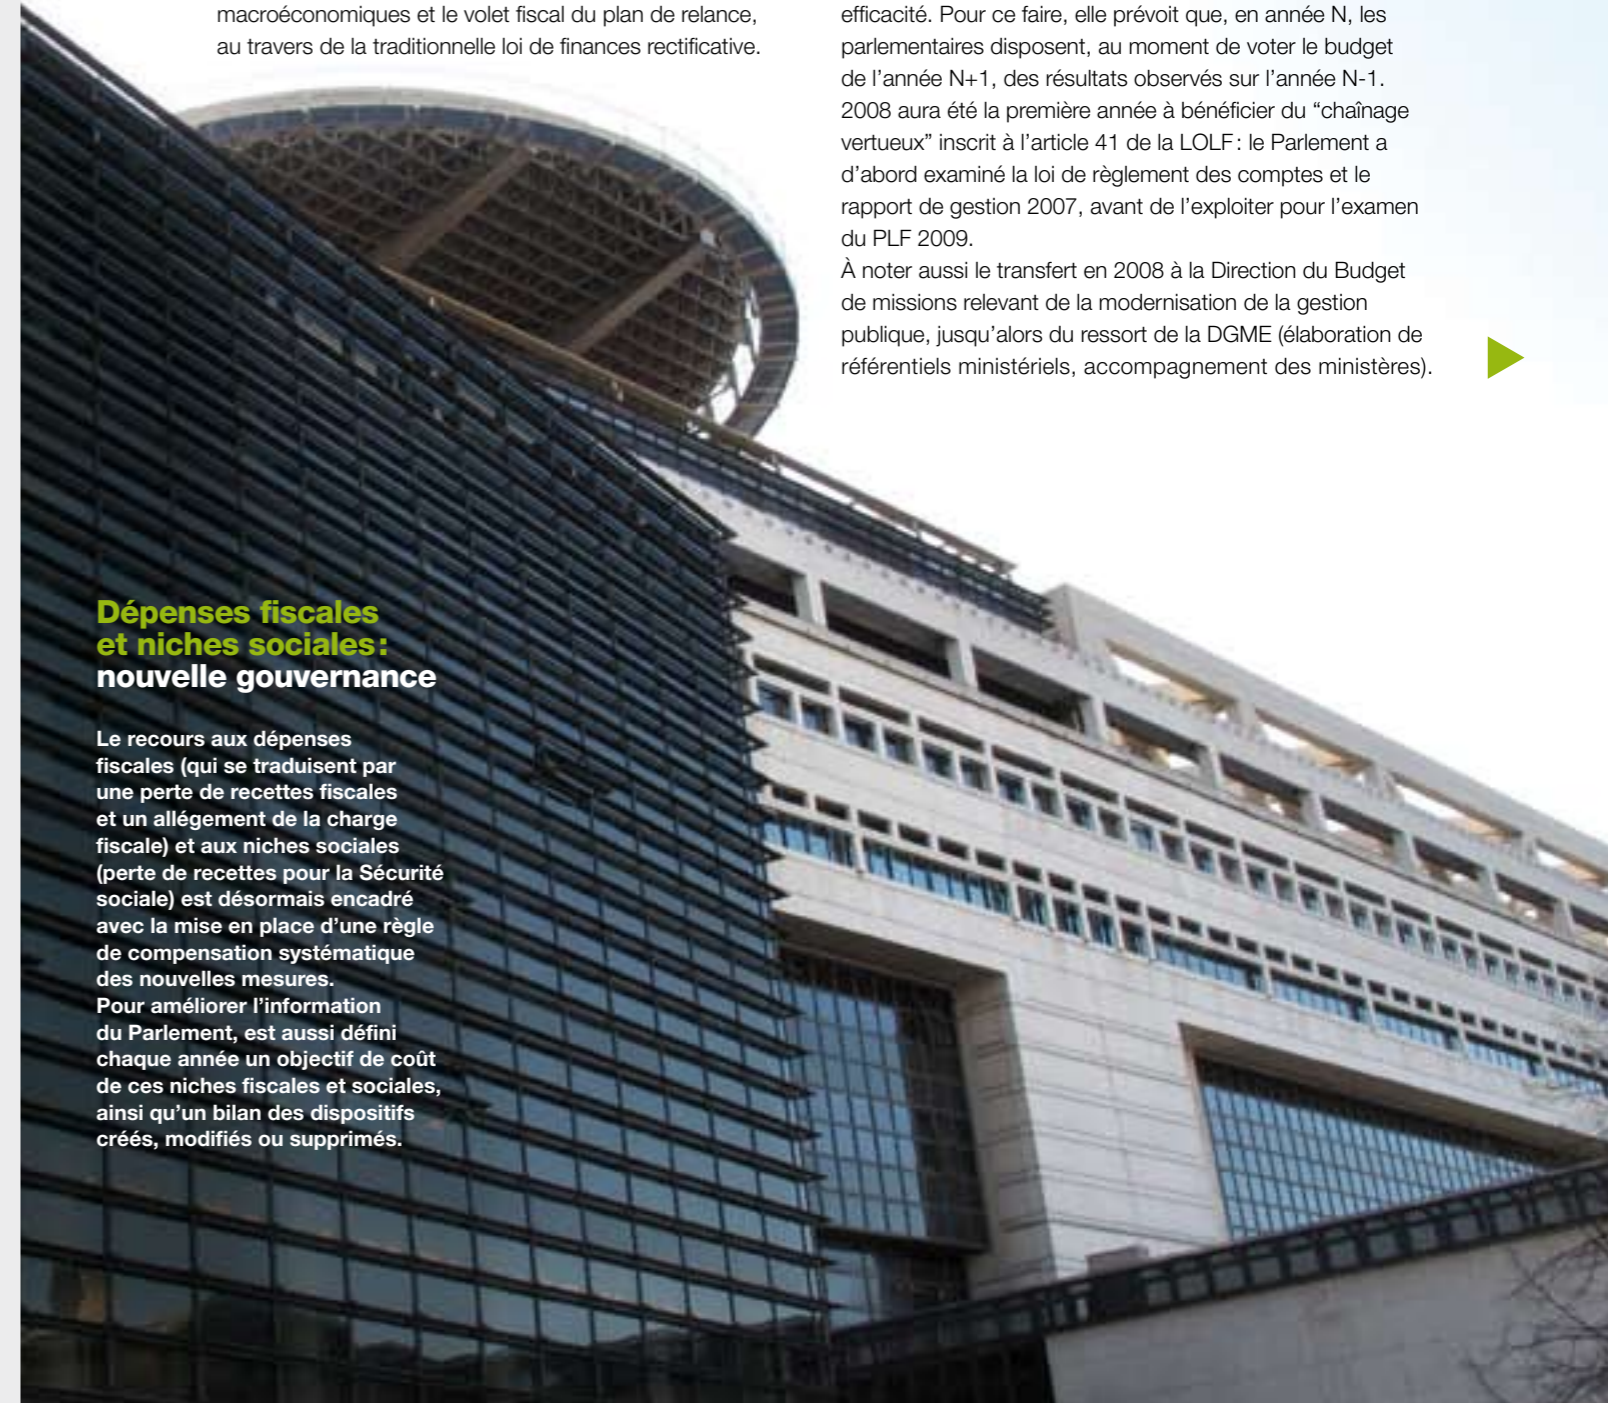 macroéconomiques et le volet fiscal du plan de relance,
au travers de la traditionnelle loi de finances rectificative.
efficacité. Pour ce faire, elle prévoit que, en année N, les
parlementaires disposent, au moment de voter le budget
de l’année N+1, des résultats observés sur l’année N-1.
2008 aura été la première année à bénéficier du “chaînage
vertueux” inscrit à l’article 41 de la LOLF : le Parlement a
d’abord examiné la loi de règlement des comptes et le
rapport de gestion 2007, avant de l’exploiter pour l’examen
du PLF 2009.
À noter aussi le transfert en 2008 à la Direction du Budget
de missions relevant de la modernisation de la gestion
publique, jusqu’alors du ressort de la DGME (élaboration de
référentiels ministériels, accompagnement des ministères).
Dépenses fiscales
et niches sociales :
nouvelle gouvernance
Le recours aux dépenses
fiscales (qui se traduisent par
une perte de recettes fiscales
et un allégement de la charge
fiscale) et aux niches sociales
(perte de recettes pour la Sécurité
sociale) est désormais encadré
avec la mise en place d’une règle
de compensation systématique
des nouvelles mesures.
Pour améliorer l’information
du Parlement, est aussi défini
chaque année un objectif de coût
de ces niches fiscales et sociales,
ainsi qu’un bilan des dispositifs
créés, modifiés ou supprimés.